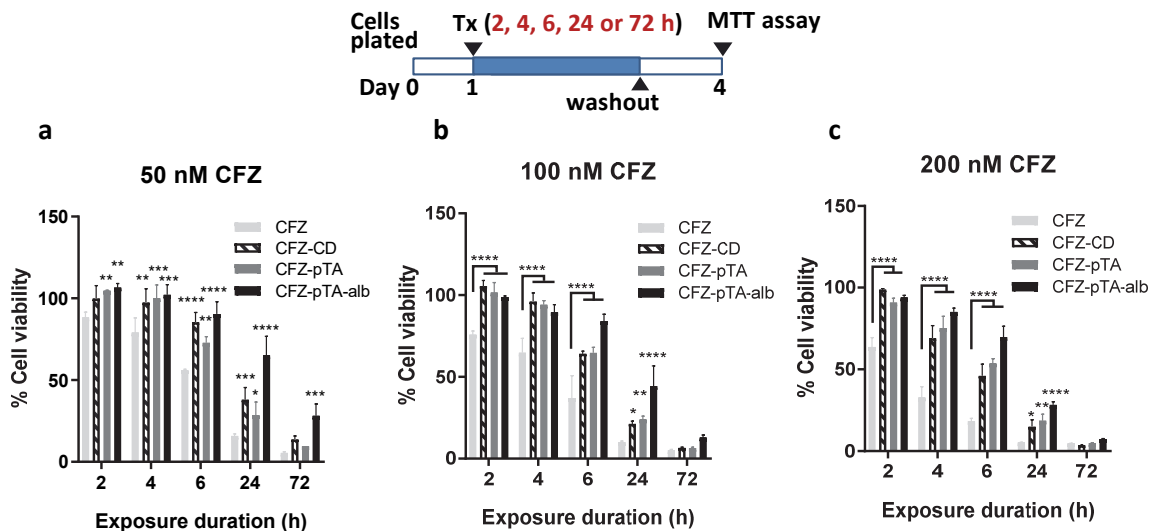 Cells plated
Tx (2, 4, 6, 24 or 72 h)
MTT assay
Day 0
1
washout
4
a
50 nM CFZ
% Cell viability
150
100
50
0
CFZ
CFZ-CD
CFZ-pTA
CFZ-pTA-alb
** **
** *** ***
**** ** ****
*** * ****
***
2 4 6 24 72
Exposure duration (h)
b
100 nM CFZ
% Cell viability
150
100
50
0
CFZ
CFZ-CD
CFZ-pTA
CFZ-pTA-alb
****
****
****
* ** ****
2 4 6 24 72
Exposure duration (h)
c
200 nM CFZ
% Cell viability
150
100
50
0
CFZ
CFZ-CD
CFZ-pTA
CFZ-pTA-alb
****
****
****
* ** ****
2 4 6 24 72
Exposure duration (h)